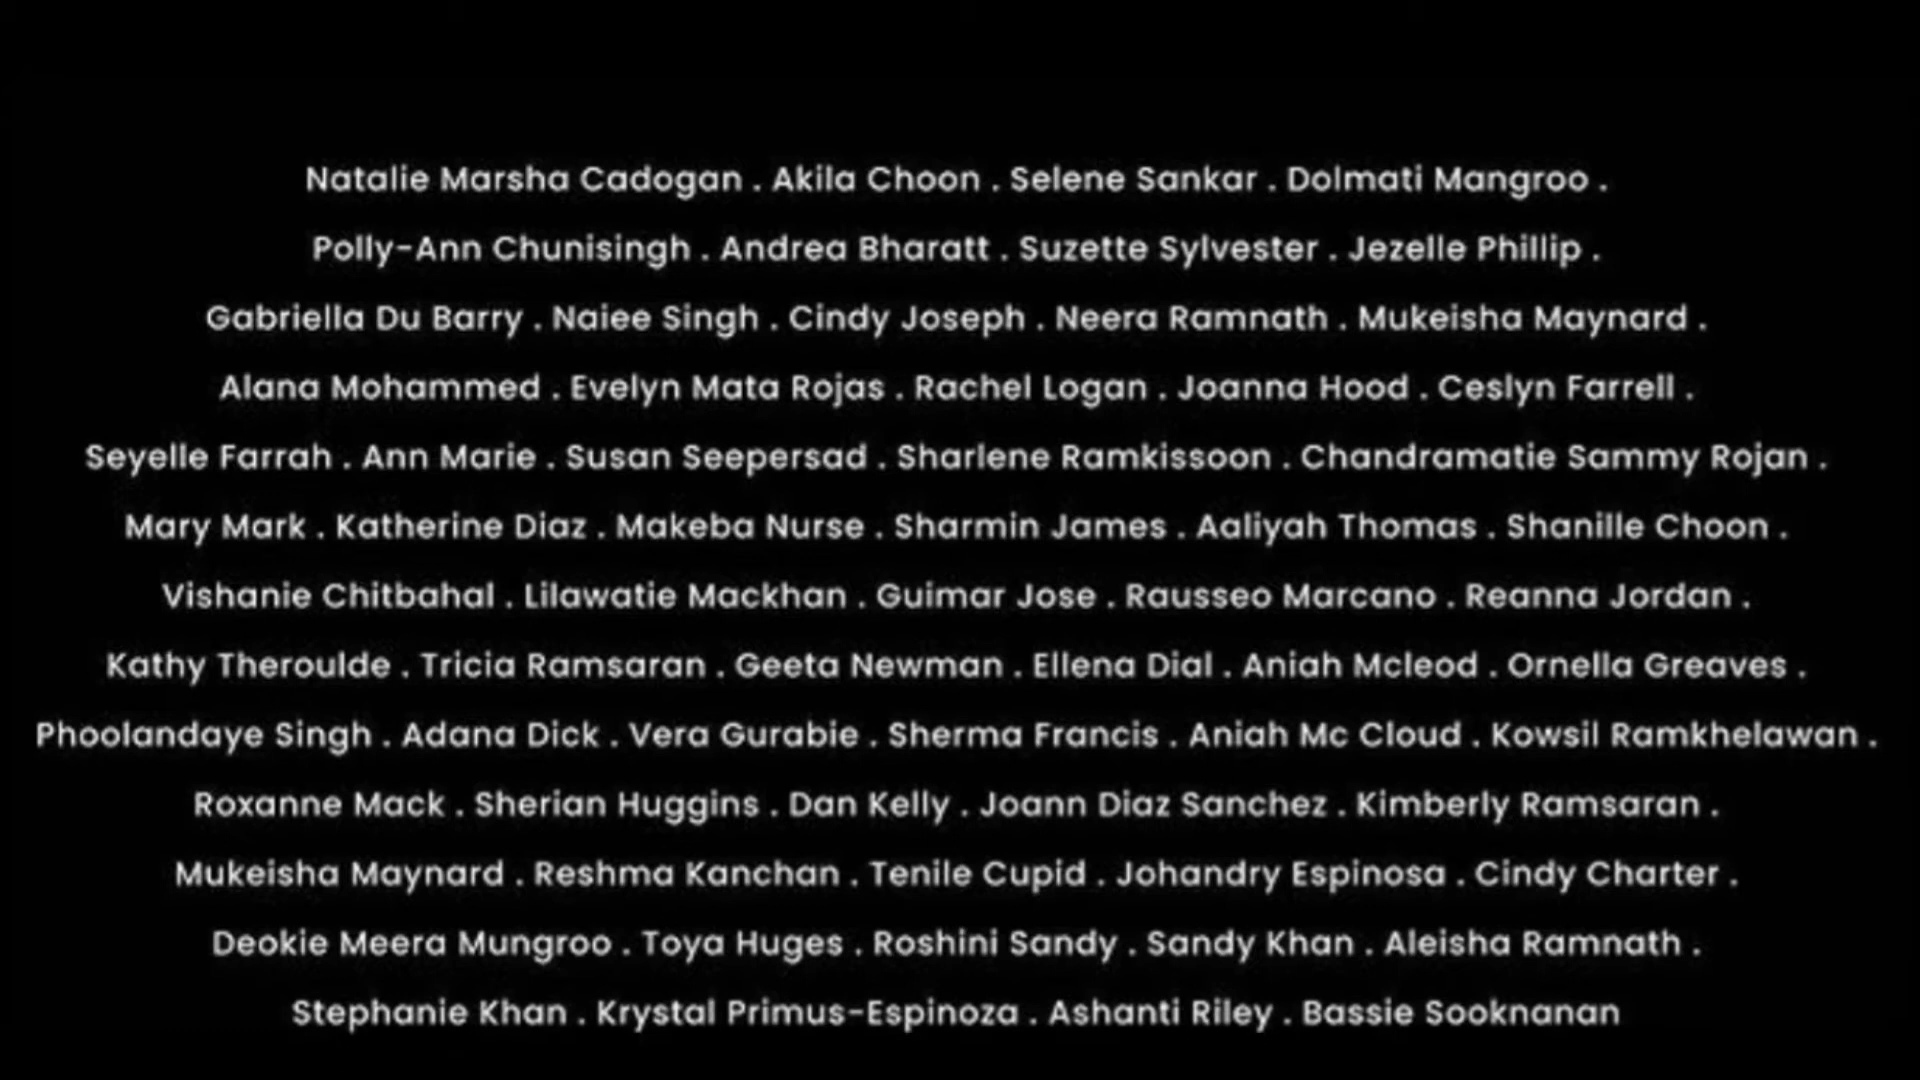 Natalie Marsha Cadogan . Akila Choon . Selene Sankar . Dolmati Mangroo .
Polly-Ann Chunisingh . Andrea Bharatt . Suzette Sylvester . Jezelle Phillip .
Gabriella Du Barry . Naiee Singh . Cindy Joseph . Neera Ramnath . Mukeisha Maynard .
Alana Mohammed . Evelyn Mata Rojas . Rachel Logan . Joanna Hood . Ceslyn Farrell .
Seyelle Farrah . Ann Marie . Susan Seepersad . Sharlene Ramkissoon . Chandramatie Sammy Rojan .
Mary Mark . Katherine Diaz . Makeba Nurse . Sharmin James . Aaliyah Thomas . Shanille Choon .
Vishanie Chitbahal . Lilawatie Mackhan . Guimar Jose . Rausseo Marcano . Reanna Jordan .
Kathy Theroulde . Tricia Ramsaran . Geeta Newman . Ellena Dial . Aniah Mcleod . Ornella Greaves .
Phoolandaye Singh . Adana Dick . Vera Gurabie . Sherma Francis . Aniah Mc Cloud . Kowsil Ramkhelawan .
Roxanne Mack . Sherian Huggins . Dan Kelly . Joann Diaz Sanchez . Kimberly Ramsaran .
Mukeisha Maynard . Reshma Kanchan . Tenile Cupid . Johandry Espinosa . Cindy Charter .
Deokie Meera Mungroo . Toya Huges . Roshini Sandy . Sandy Khan . Aleisha Ramnath .
Stephanie Khan . Krystal Primus-Espinoza . Ashanti Riley . Bassie Sooknanan